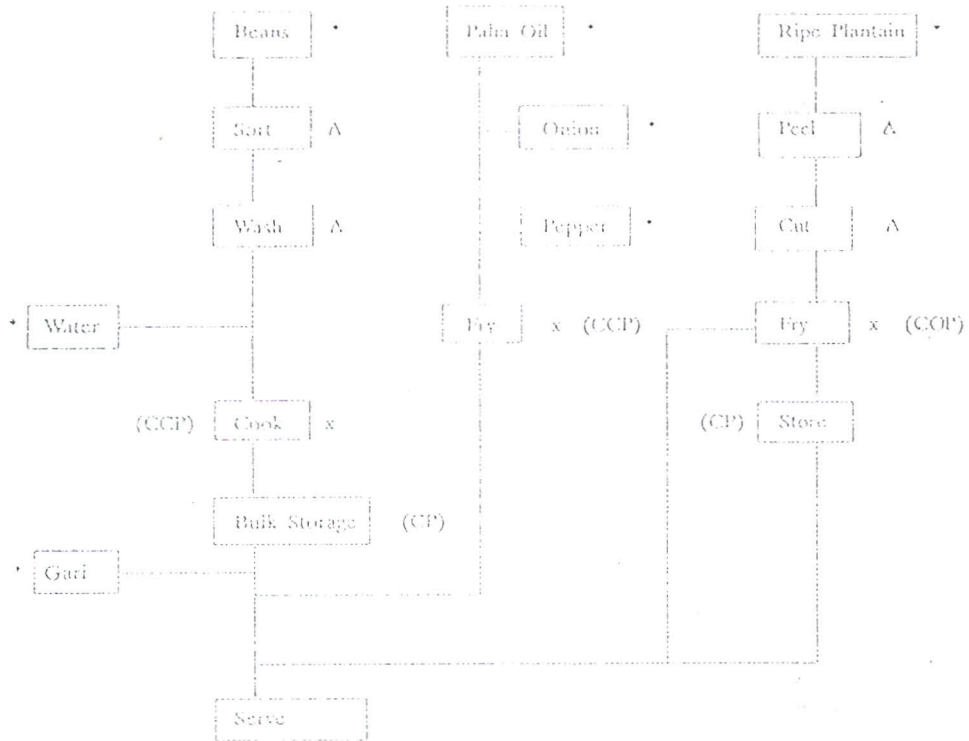 Beans * Palm Oil * Ripe Plantain *
Sort Δ Onion * Peel Δ
Wash Δ Pepper * Cut Δ
* Water Fry x (CCP) Fry x (COP)
(CCP) Cook x (CP) Store
Bulk Storage (CP)
* Gari
Serve